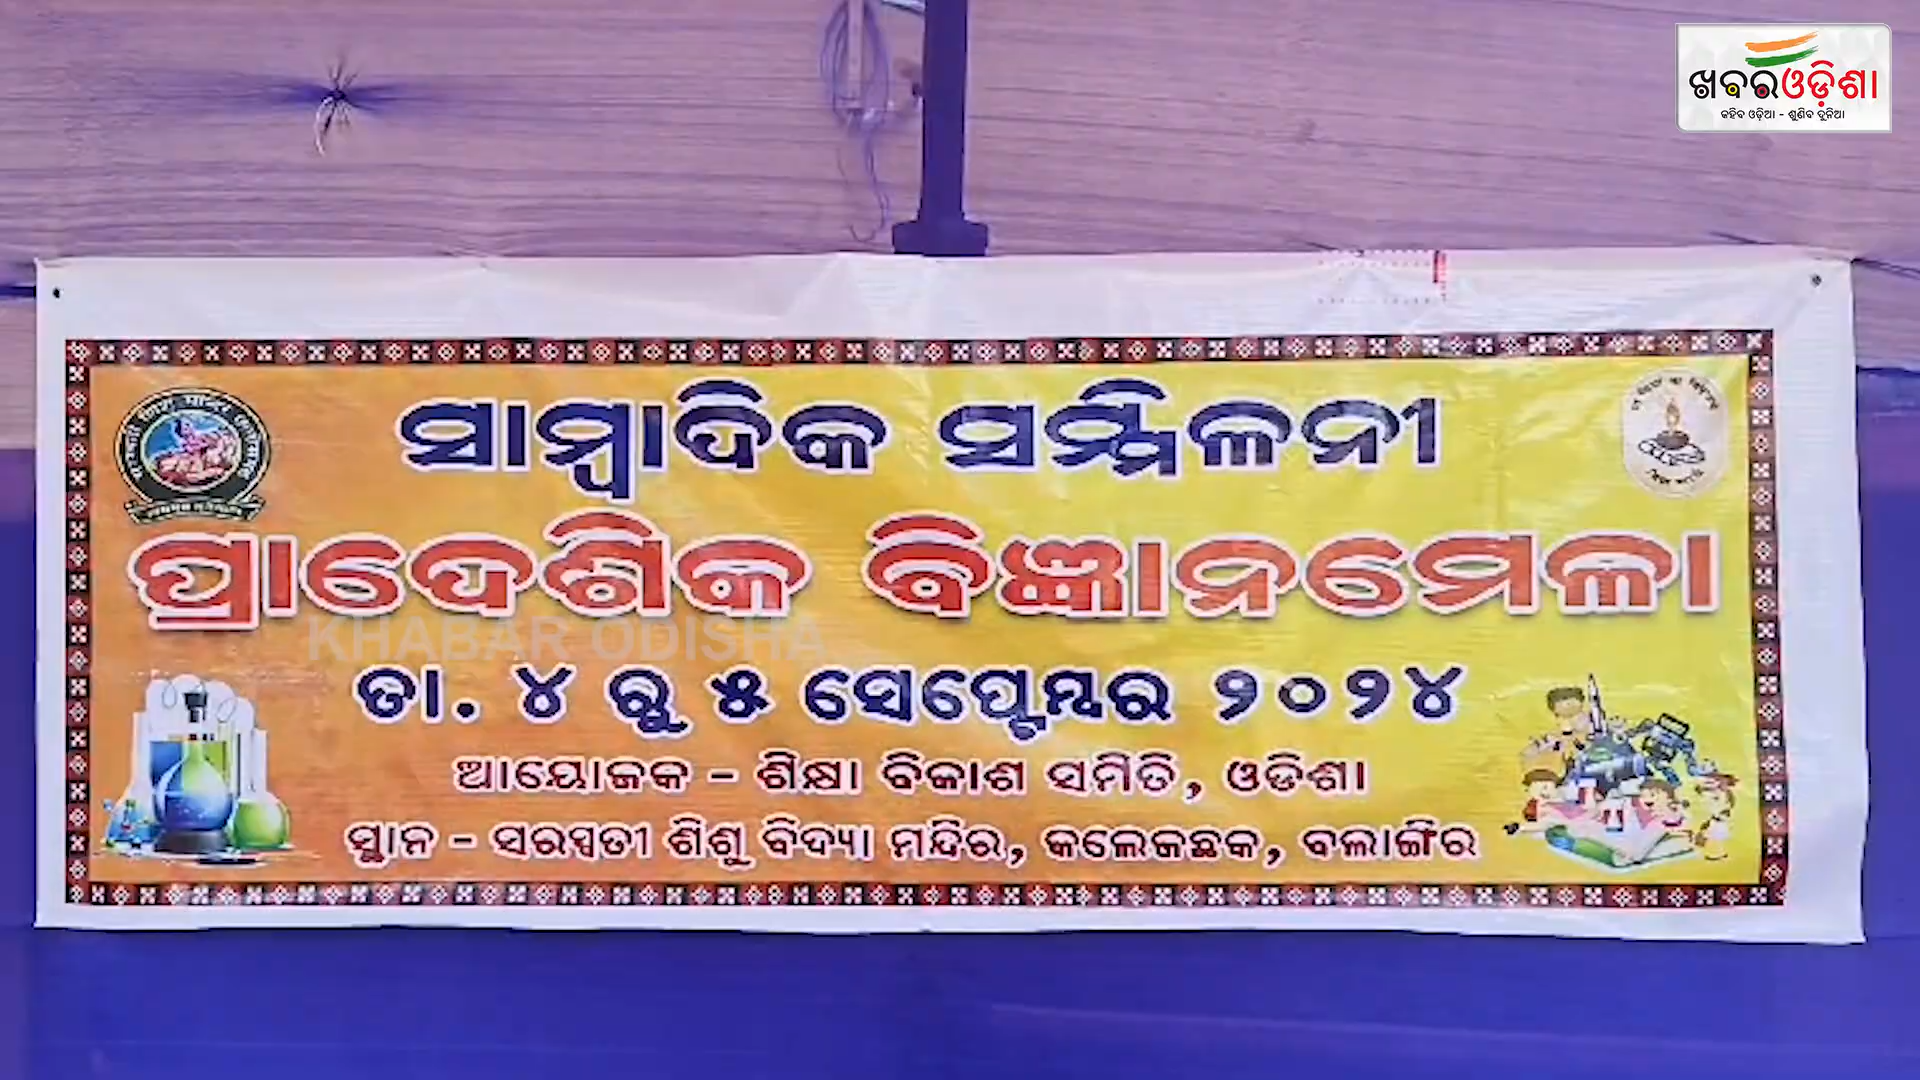 ଖବରଓଡ଼ିଶା
କହିବ ଓଡ଼ିଆ - ଶୁଣିବ ଦୁନିଆ
ସାମ୍ବାଦିକ ସମ୍ମିଳନୀ
ପ୍ରାଦେଶିକ ବିଜ୍ଞାନମେଳା
KHABAR ODISHA
ତା. ୪ ରୁ ୫ ସେପ୍ଟେମ୍ବର ୨୦୨୪
ଆୟୋଜକ - ଶିକ୍ଷା ବିକାଶ ସମିତି, ଓଡିଶା
ସ୍ଥାନ - ସରସ୍ୱତୀ ଶିଶୁ ବିଦ୍ୟା ମନ୍ଦିର, କଲେକଛକ, ବଲାଙ୍ଗିର